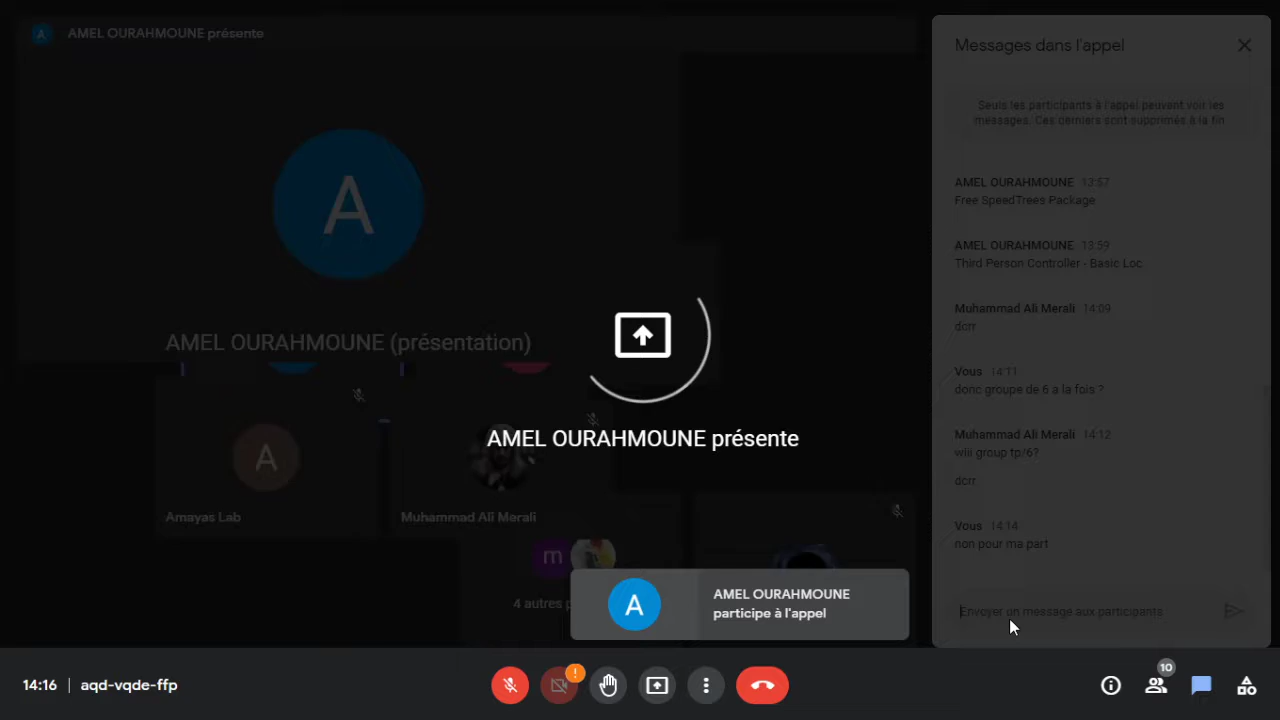 A AMEL OURAHMOUNE présente
A
AMEL OURAHMOUNE (présentation)
AMEL OURAHMOUNE présente
A
Amayas Lab
Muhammad Ali Merali
m
4 autres p
A
AMEL OURAHMOUNE
participe à l'appel
Messages dans l'appel
Seuls les participants à l'appel peuvent voir les
messages. Ces derniers sont supprimés à la fin
AMEL OURAHMOUNE 13:57
Free SpeedTrees Package
AMEL OURAHMOUNE 13:59
Third Person Controller - Basic Loc
Muhammad Ali Merali 14:09
dcrr
Vous 14:11
donc groupe de 6 a la fois ?
Muhammad Ali Merali 14:12
wiii group tp/6?
dcrr
Vous 14:14
non pour ma part
Envoyer un message aux participants
14:16 | aqd-vqde-ffp
!
10